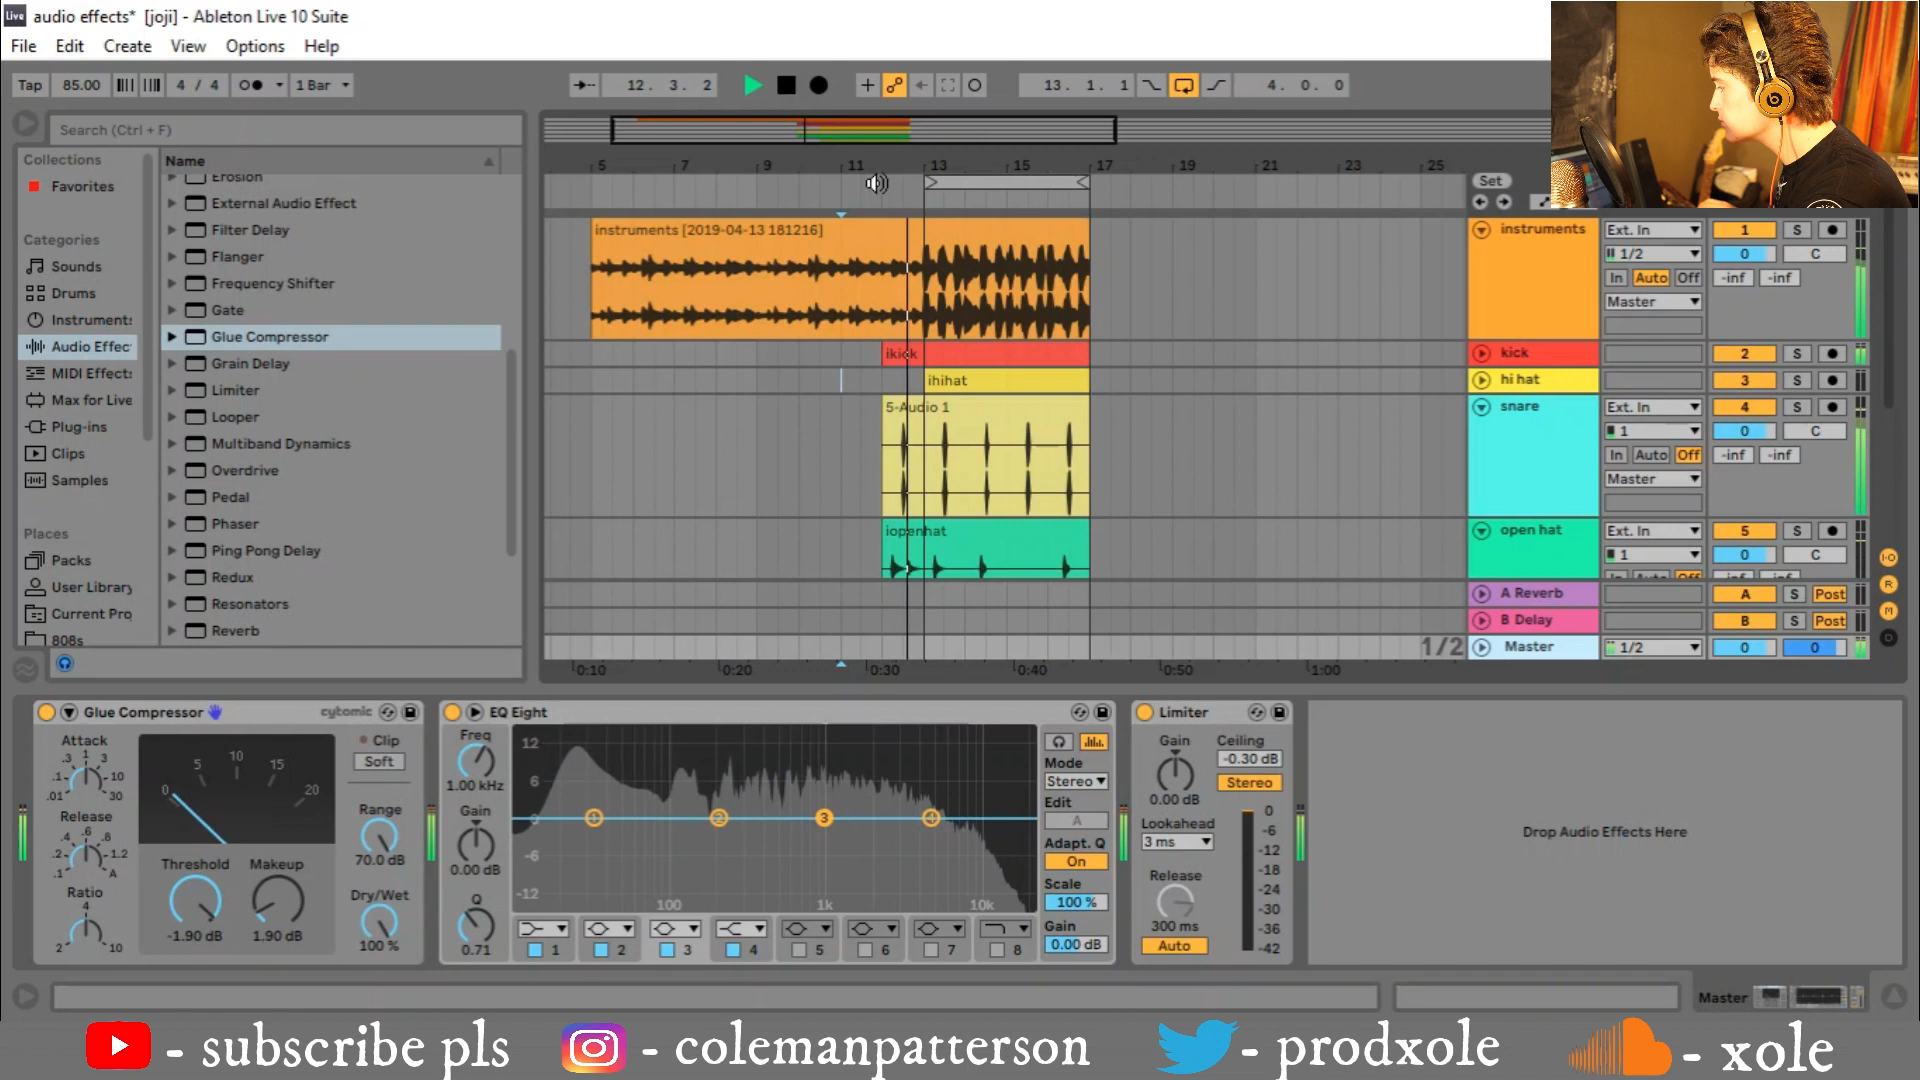 audio effects* [joji] - Ableton Live 10 Suite
File Edit Create View Options Help
Tap 85.00 4 / 4 1 Bar 12. 3. 2 13. 1. 1 4. 0. 0
Search (Ctrl + F)
Collections
Favorites
Categories
Sounds
Drums
Instruments
Audio Effec
MIDI Effects
Max for Live
Plug-ins
Clips
Samples
Places
Packs
User Library
Current Pro
808s
Name
Erosion
External Audio Effect
Filter Delay
Flanger
Frequency Shifter
Gate
Glue Compressor
Grain Delay
Limiter
Looper
Multiband Dynamics
Overdrive
Pedal
Phaser
Ping Pong Delay
Redux
Resonators
Reverb
5 7 9 11 13 15 17 19 21 23 25
Set
instruments [2019-04-13 181216]
ikick
ihihat
5-Audio 1
iopenhat
1/2
0:10 0:20 0:30 0:40 0:50 1:00
instruments Ext. In 1 S
1/2 0 C
In Auto Off -inf -inf
Master
kick 2 S
hi hat 3 S
snare Ext. In 4 S
1 0 C
In Auto Off -inf -inf
Master
open hat Ext. In 5 S
1 0 C
A Reverb A S Post
B Delay B S Post
Master 1/2 0 0
I-O
R
M
D
Glue Compressor cytomic
Attack
.01 .1 .3 1 3 10 30
Release
.1 .2 .4 .6 .8 1.2 A
Ratio
2 4 10
0 5 10 15 20
Threshold
-1.90 dB
Makeup
1.90 dB
Clip
Soft
Range
70.0 dB
Dry/Wet
100 %
EQ Eight
Freq
1.00 kHz
Gain
0.00 dB
Q
0.71
12
6
0
-6
-12
1 2 3 4
100 1k 10k
1 2 3 4 5 6 7 8
Mode
Stereo
Edit
A
Adapt. Q
On
Scale
100 %
Gain
0.00 dB
Limiter
Gain
0.00 dB
Ceiling
-0.30 dB
Stereo
Lookahead
3 ms
Release
300 ms
Auto
0
-6
-12
-18
-24
-30
-36
-42
Drop Audio Effects Here
Master
- subscribe pls - colemanpatterson - prodxole - xole